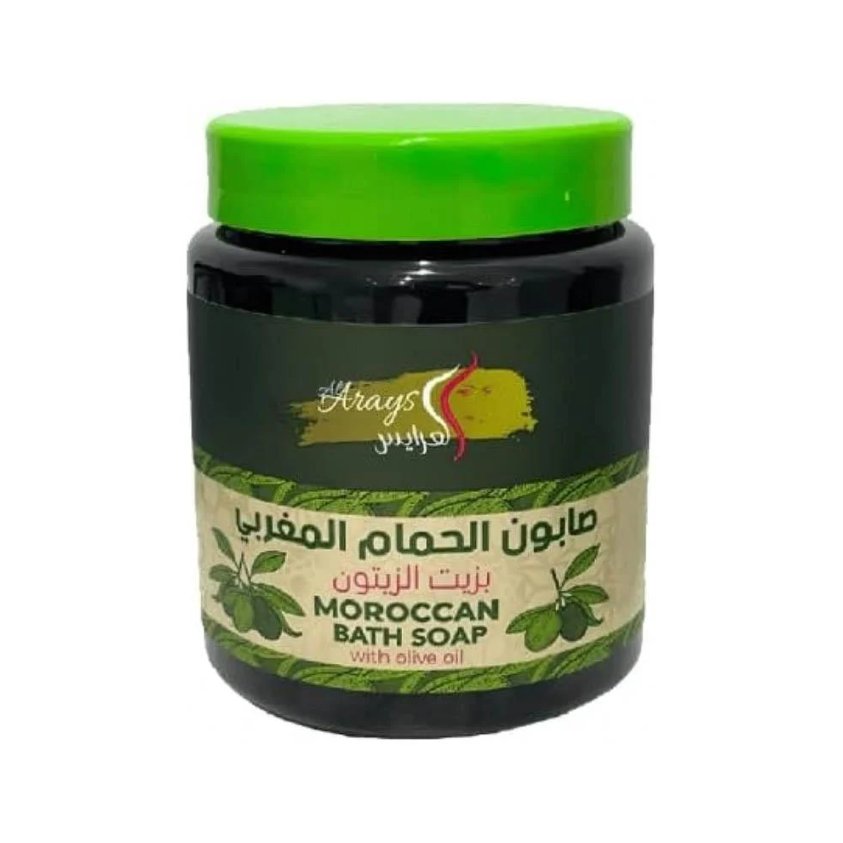 Al Arays
العرايس
صابون الحمام المغربي
بزيت الزيتون
MOROCCAN
BATH SOAP
with olive oil